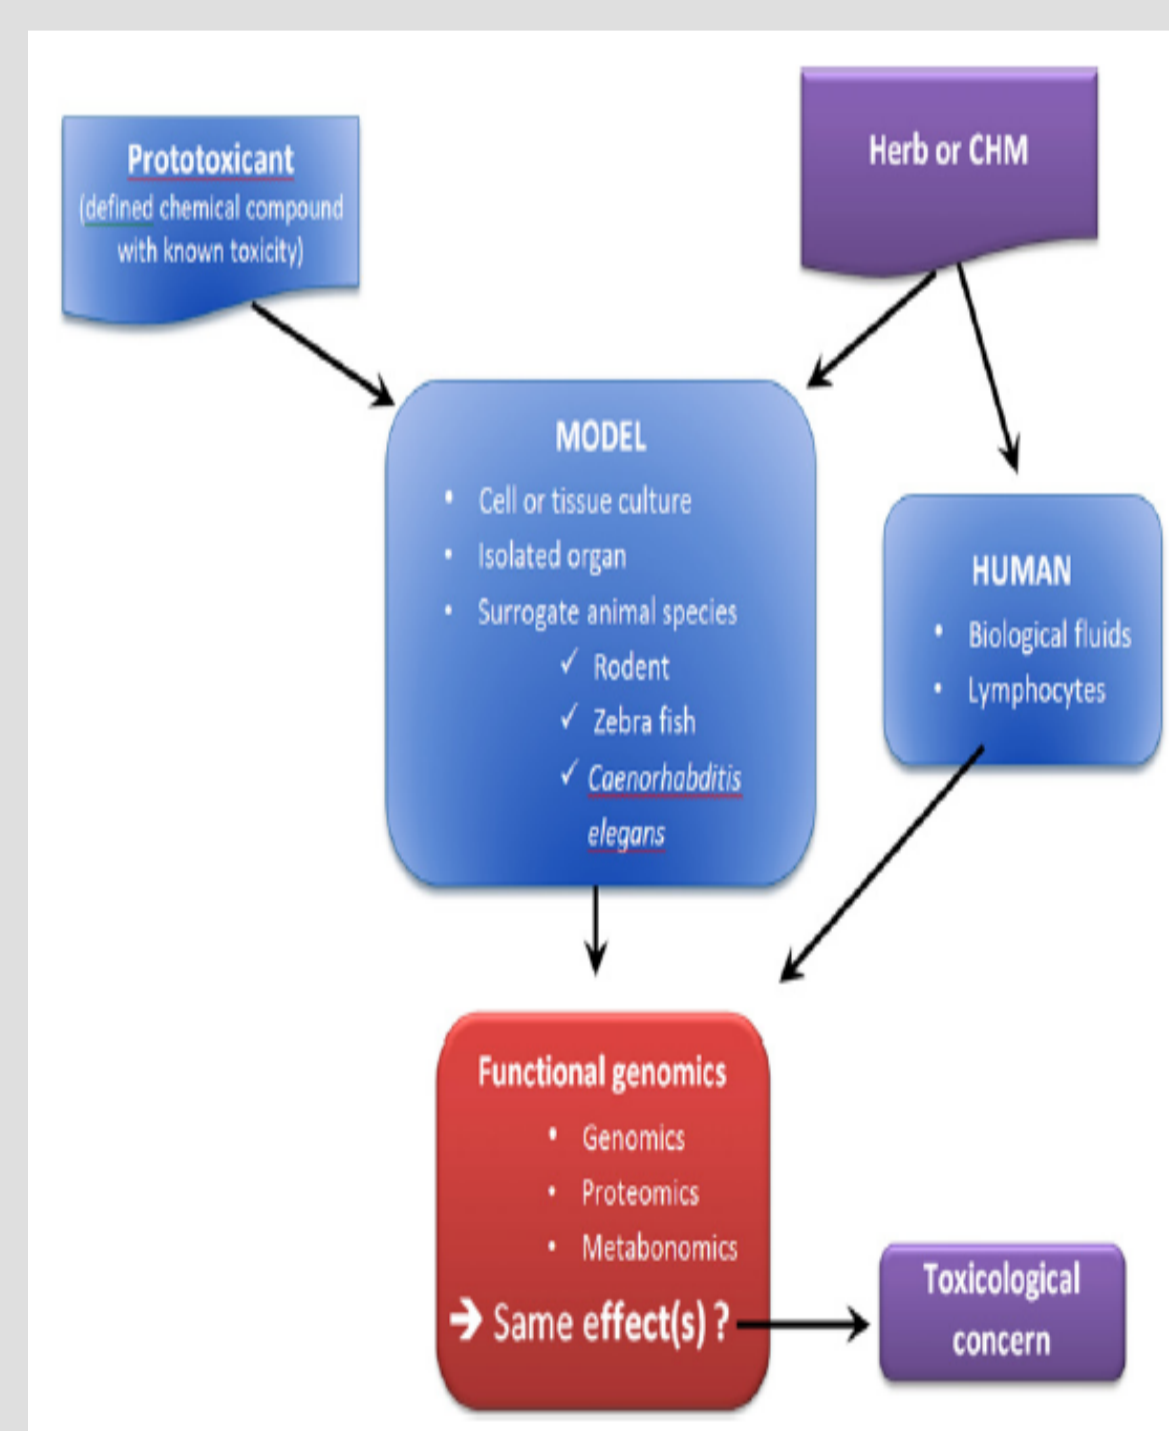 Prototoxicant
(defined chemical compound
with known toxicity)
Herb or CHM
MODEL
• Cell or tissue culture
• Isolated organ
• Surrogate animal species
✓ Rodent
✓ Zebra fish
✓ Caenorhabditis
elegans
HUMAN
• Biological fluids
• Lymphocytes
Functional genomics
• Genomics
• Proteomics
• Metabonomics
➔ Same effect(s) ?
Toxicological
concern